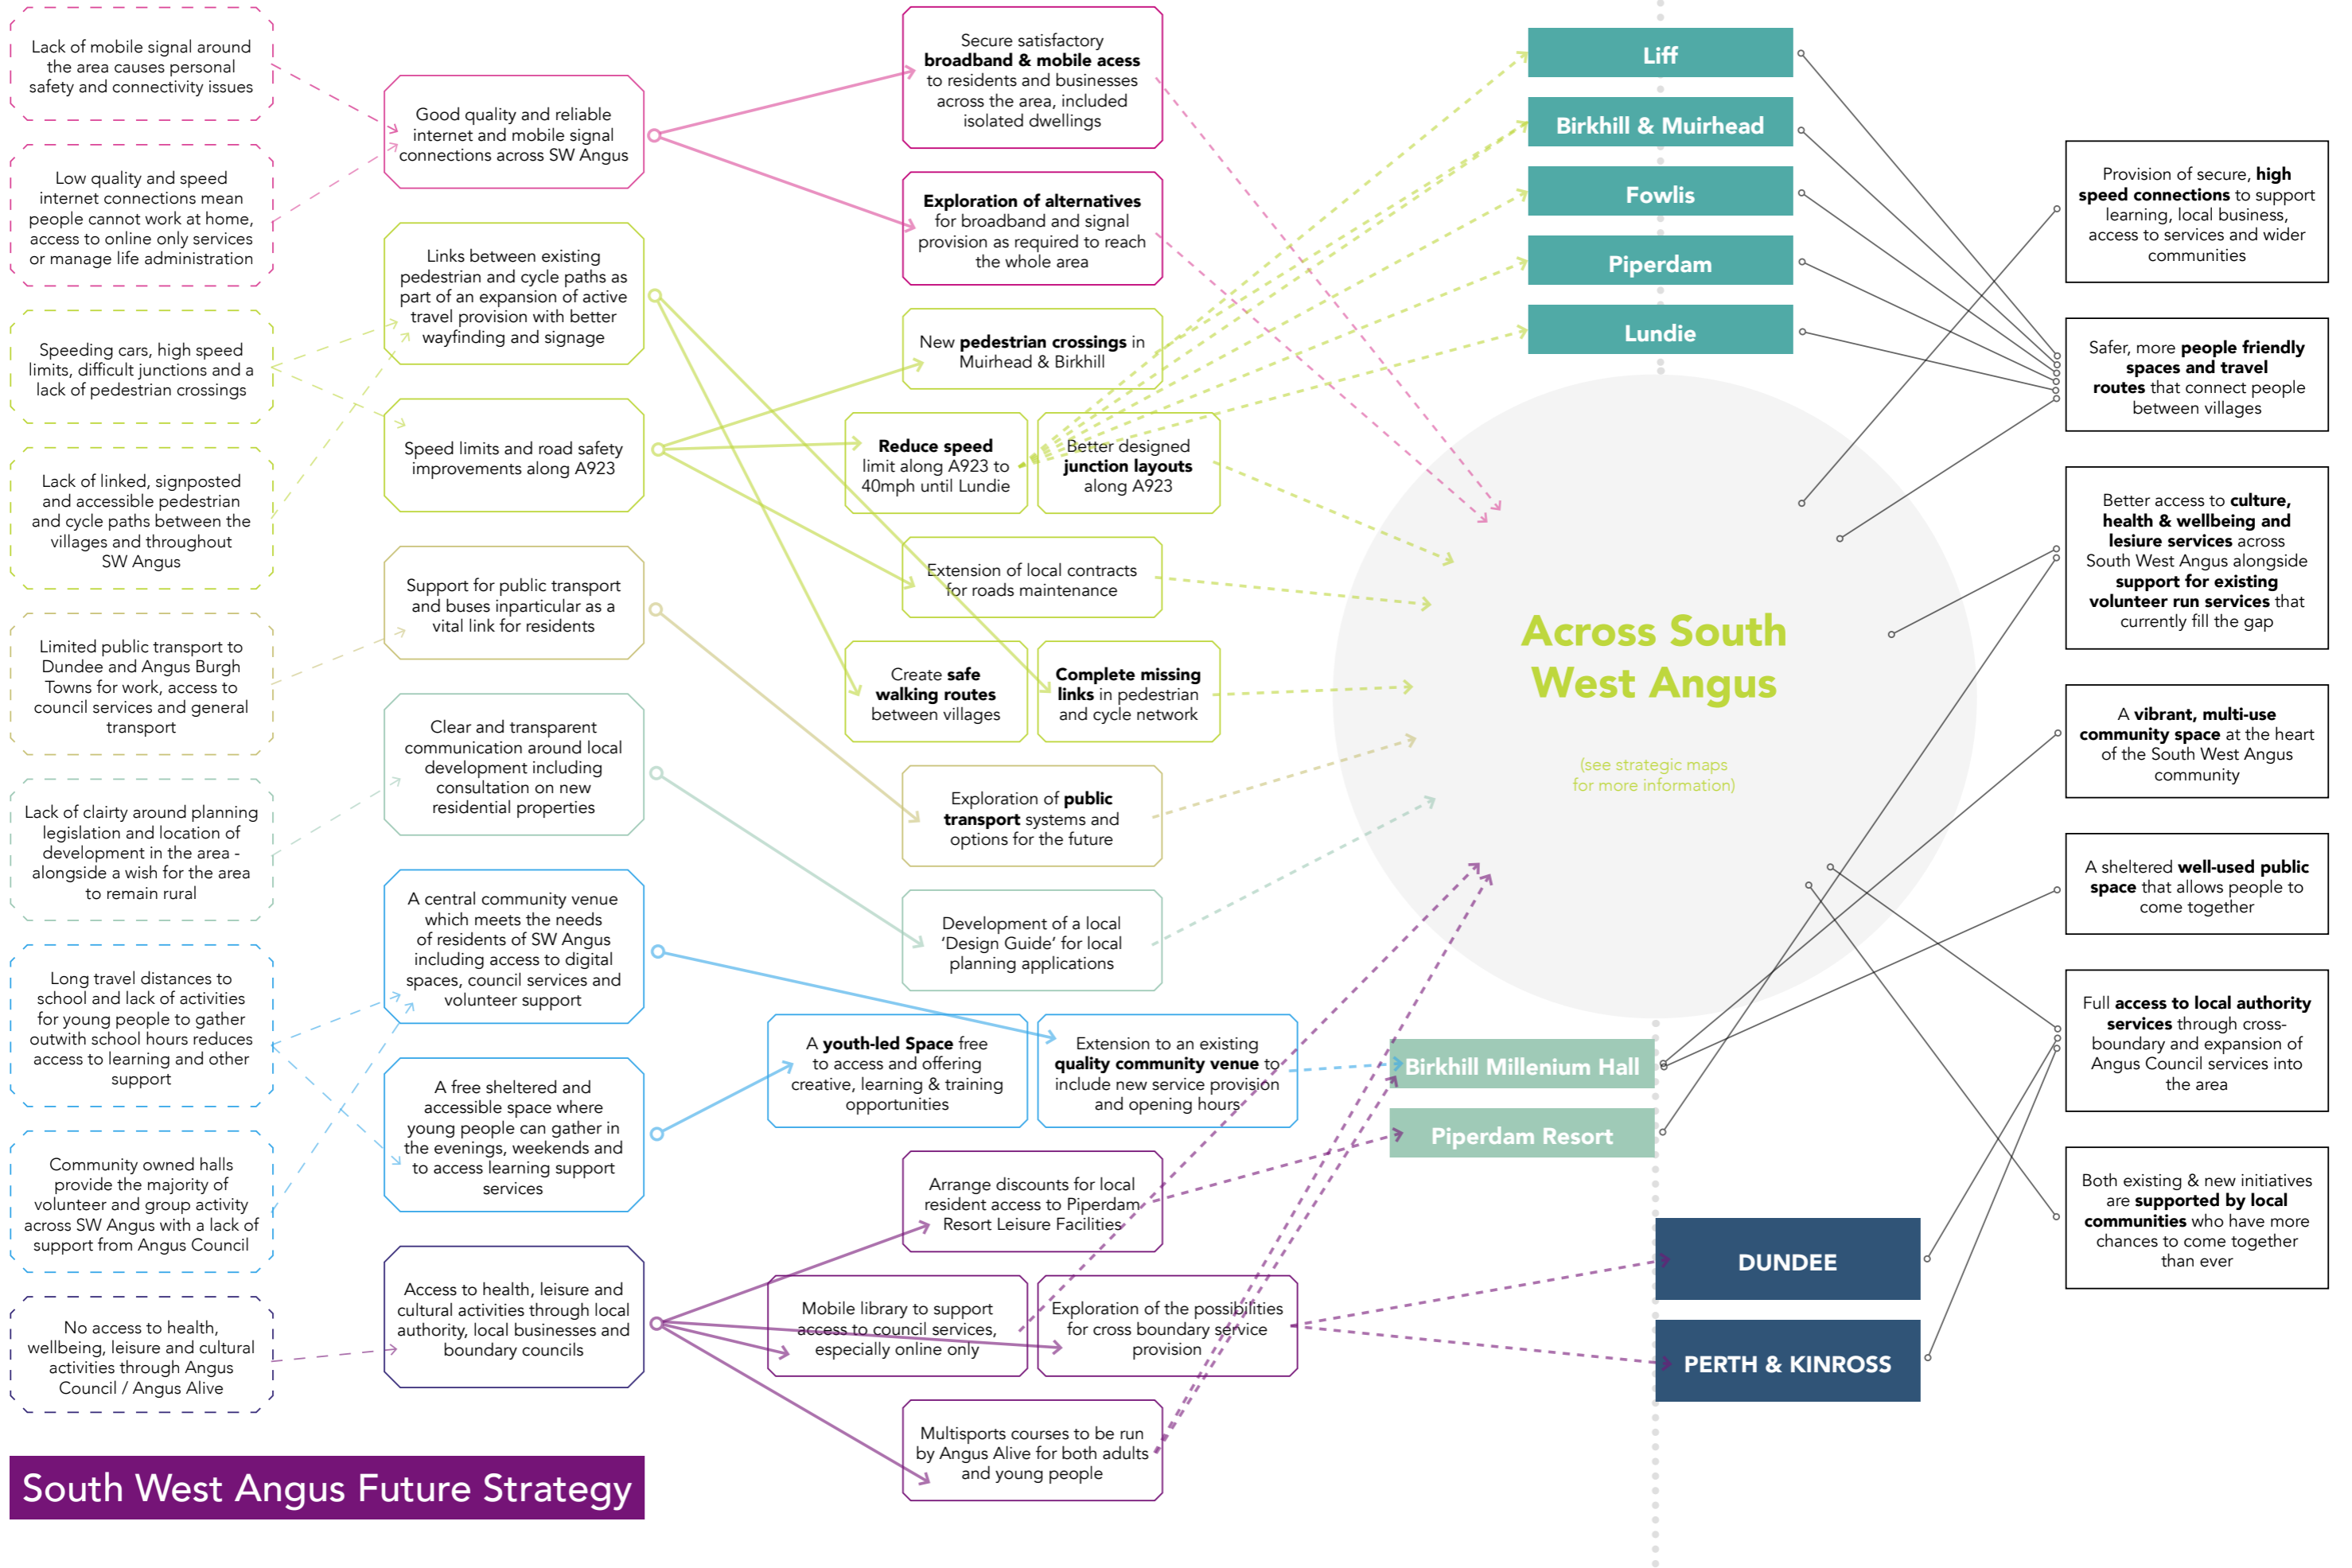 Lack of mobile signal around
the area causes personal
safety and connectivity issues
Low quality and speed
internet connections mean
people cannot work at home,
access to online only services
or manage life administration
Speeding cars, high speed
limits, difficult junctions and a
lack of pedestrian crossings
Lack of linked, signposted
and accessible pedestrian
and cycle paths between the
villages and throughout
SW Angus
Limited public transport to
Dundee and Angus Burgh
Towns for work, access to
council services and general
transport
Lack of clairty around planning
legislation and location of
development in the area -
alongside a wish for the area
to remain rural
Long travel distances to
school and lack of activities
for young people to gather
outwith school hours reduces
access to learning and other
support
Community owned halls
provide the majority of
volunteer and group activity
across SW Angus with a lack of
support from Angus Council
No access to health,
wellbeing, leisure and cultural
activities through Angus
Council / Angus Alive
Good quality and reliable
internet and mobile signal
connections across SW Angus
Links between existing
pedestrian and cycle paths as
part of an expansion of active
travel provision with better
wayfinding and signage
Speed limits and road safety
improvements along A923
Support for public transport
and buses inparticular as a
vital link for residents
Clear and transparent
communication around local
development including
consultation on new
residential properties
A central community venue
which meets the needs
of residents of SW Angus
including access to digital
spaces, council services and
volunteer support
A free sheltered and
accessible space where
young people can gather in
the evenings, weekends and
to access learning support
services
Access to health, leisure and
cultural activities through local
authority, local businesses and
boundary councils
Secure satisfactory
broadband & mobile acess
to residents and businesses
across the area, included
isolated dwellings
Exploration of alternatives
for broadband and signal
provision as required to reach
the whole area
New pedestrian crossings in
Muirhead & Birkhill
Reduce speed
limit along A923 to
40mph until Lundie
Better designed
junction layouts
along A923
Extension of local contracts
for roads maintenance
Create safe
walking routes
between villages
Complete missing
links in pedestrian
and cycle network
Exploration of public
transport systems and
options for the future
Development of a local
‘Design Guide’ for local
planning applications
A youth-led Space free
to access and offering
creative, learning & training
opportunities
Extension to an existing
quality community venue to
include new service provision
and opening hours
Arrange discounts for local
resident access to Piperdam
Resort Leisure Facilities
Mobile library to support
access to council services,
especially online only
Exploration of the possibilities
for cross boundary service
provision
Multisports courses to be run
by Angus Alive for both adults
and young people
Liff
Birkhill & Muirhead
Fowlis
Piperdam
Lundie
Across South
West Angus
(see strategic maps
for more information)
Birkhill Millenium Hall
Piperdam Resort
DUNDEE
PERTH & KINROSS
Provision of secure, high
speed connections to support
learning, local business,
access to services and wider
communities
Safer, more people friendly
spaces and travel
routes that connect people
between villages
Better access to culture,
health & wellbeing and
lesiure services across
South West Angus alongside
support for existing
volunteer run services that
currently fill the gap
A vibrant, multi-use
community space at the heart
of the South West Angus
community
A sheltered well-used public
space that allows people to
come together
Full access to local authority
services through cross-
boundary and expansion of
Angus Council services into
the area
Both existing & new initiatives
are supported by local
communities who have more
chances to come together
than ever
South West Angus Future Strategy